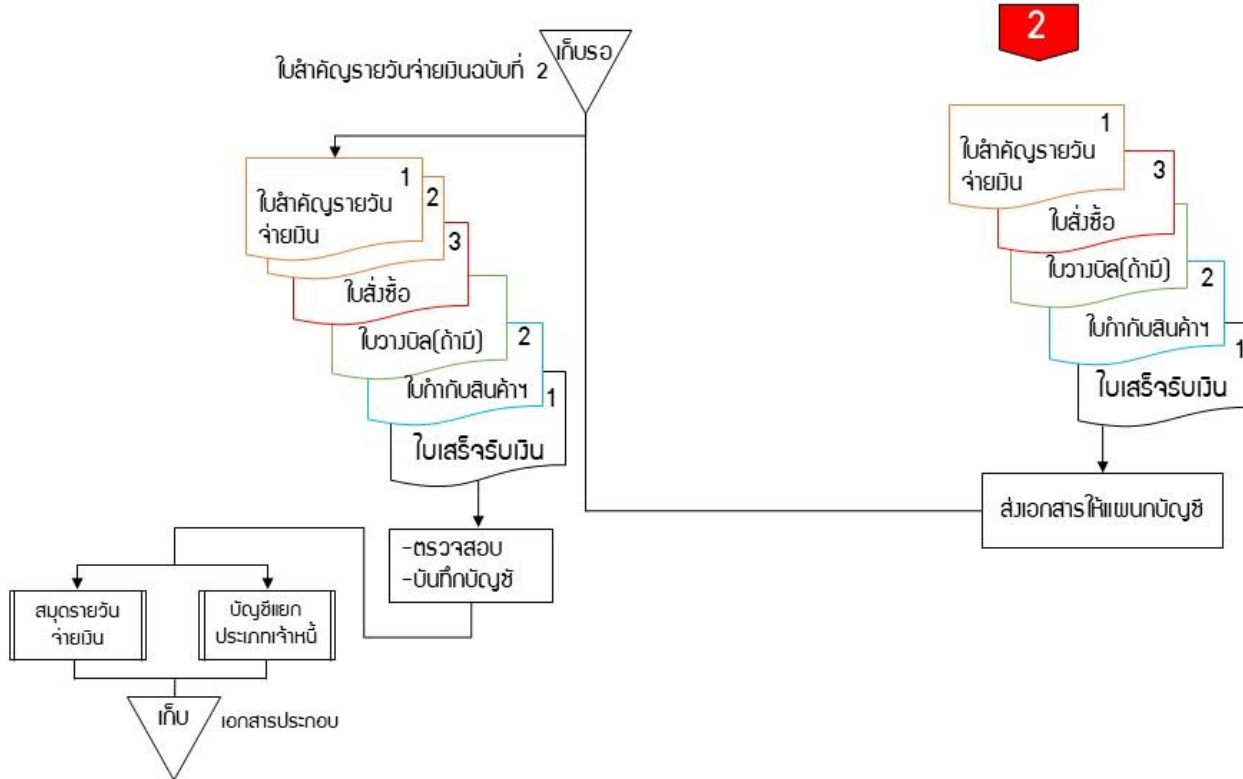 2
เก็บรอ
ใบสำคัญรายวันจ่ายเงินฉบับที่ 2
1
ใบสำคัญรายวัน
จ่ายเงิน
2
3
ใบสั่งซื้อ
ใบวางบิล(ถ้ามี)
2
ใบกำกับสินค้าฯ
1
ใบเสร็จรับเงิน
1
ใบสำคัญรายวัน
จ่ายเงิน
3
ใบสั่งซื้อ
ใบวางบิล(ถ้ามี)
2
ใบกำกับสินค้าฯ
1
ใบเสร็จรับเงิน
ส่งเอกสารให้แผนกบัญชี
-ตรวจสอบ
-บันทึกบัญชี
สมุดรายวัน
จ่ายเงิน
บัญชีแยก
ประเภทเจ้าหนี้
เก็บ
เอกสารประกอบ